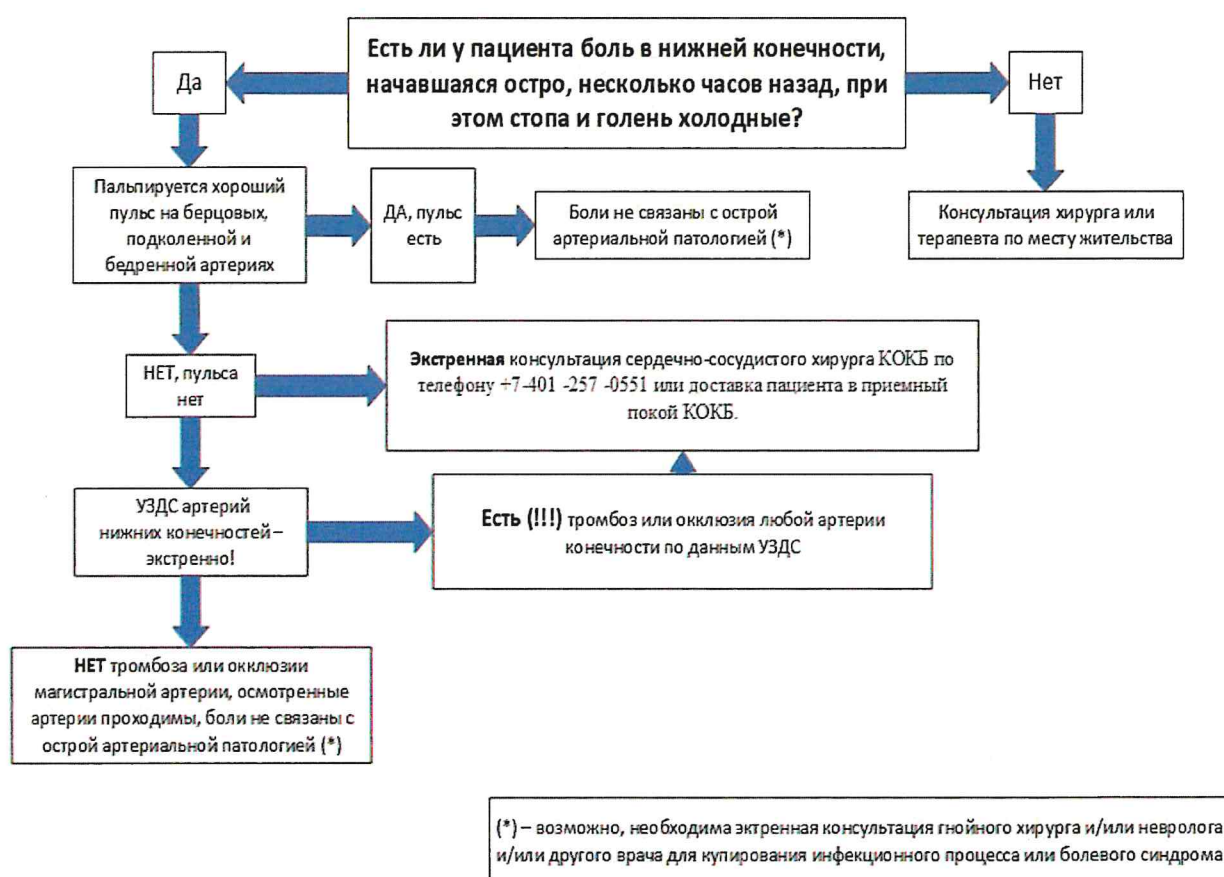 Есть ли у пациента боль в нижней конечности,
начавшаяся остро, несколько часов назад, при
этом стопа и голень холодные?
Да
Нет
Пальпируется хороший
пульс на берцовых,
подколенной и
бедренной артериях
ДА, пульс
есть
Боли не связаны с острой
артериальной патологией (*)
Консультация хирурга или
терапевта по месту жительства
НЕТ, пульса
нет
Экстренная консультация сердечно-сосудистого хирурга КОКБ по
телефону +7-401 -257 -0551 или доставка пациента в приемный
покой КОКБ.
УЗДС артерий
нижних конечностей –
экстренно!
Есть (!!!) тромбоз или окклюзия любой артерии
конечности по данным УЗДС
НЕТ тромбоза или окклюзии
магистральной артерии, осмотренные
артерии проходимы, боли не связаны с
острой артериальной патологией (*)
(*) – возможно, необходима эктренная консультация гнойного хирурга и/или невролога
и/или другого врача для купирования инфекционного процесса или болевого синдрома